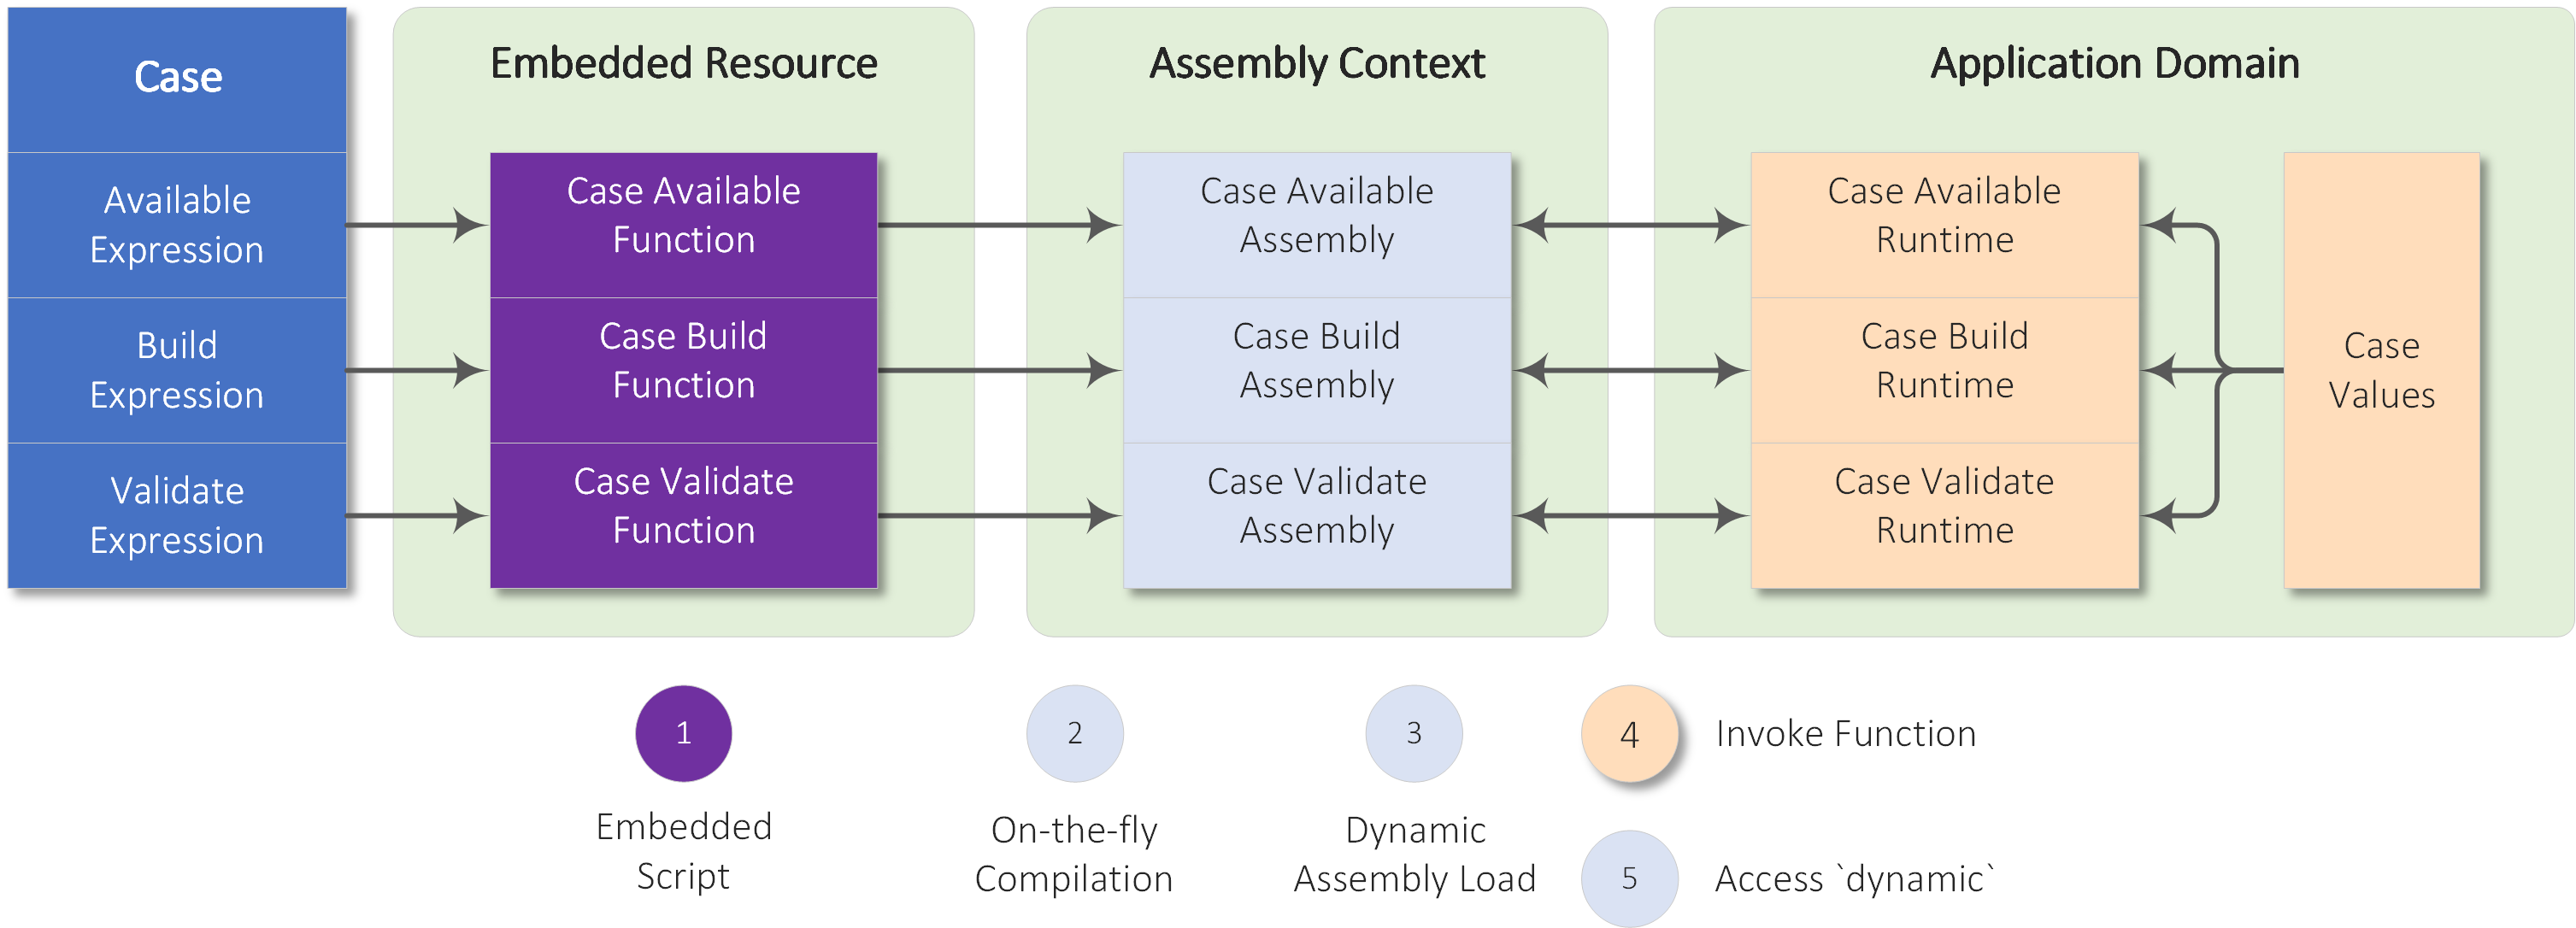 Case
Embedded Resource
Assembly Context
Application Domain
Available
Expression
Case Available
Function
Case Available
Assembly
Case Available
Runtime
Build
Expression
Case Build
Function
Case Build
Assembly
Case Build
Runtime
Case
Values
Validate
Expression
Case Validate
Function
Case Validate
Assembly
Case Validate
Runtime
1
Embedded
Script
2
On-the-fly
Compilation
3
Dynamic
Assembly Load
4
Invoke Function
5
Access `dynamic`